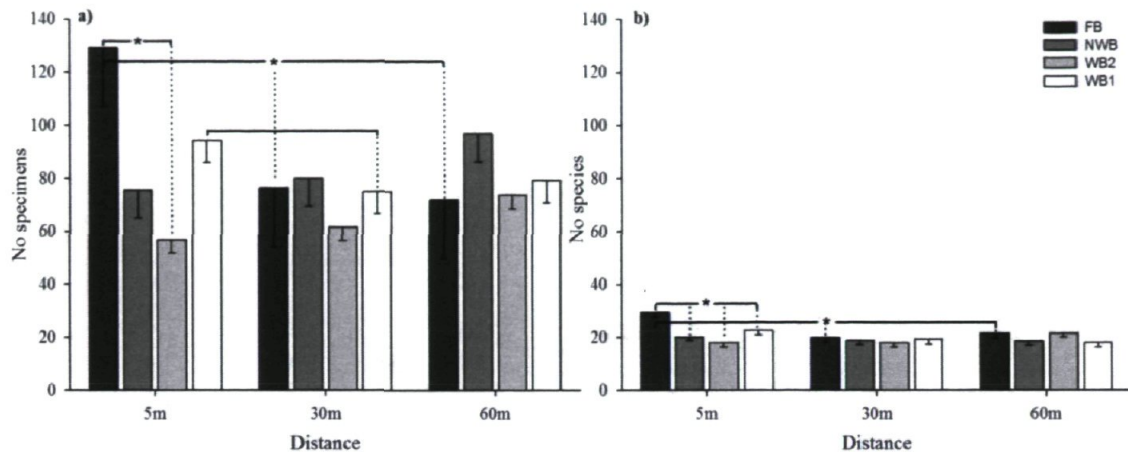 a)
No specimens
140
120
100
80
60
40
20
0
*
*
5m
30m
60m
Distance
b)
No species
140
120
100
80
60
40
20
0
*
*
5m
30m
60m
Distance
FB
NWB
WB2
WB1